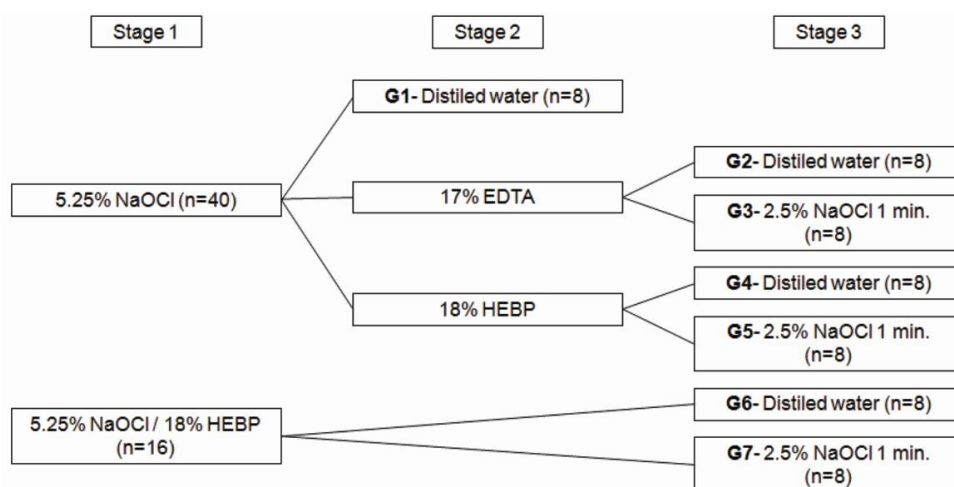 Stage 1
Stage 2
Stage 3
G1- Distiled water (n=8)
G2- Distiled water (n=8)
5.25% NaOCl (n=40)
17% EDTA
G3- 2.5% NaOCl 1 min.
(n=8)
G4- Distiled water (n=8)
18% HEBP
G5- 2.5% NaOCl 1 min.
(n=8)
5.25% NaOCl / 18% HEBP
(n=16)
G6- Distiled water (n=8)
G7- 2.5% NaOCl 1 min.
(n=8)